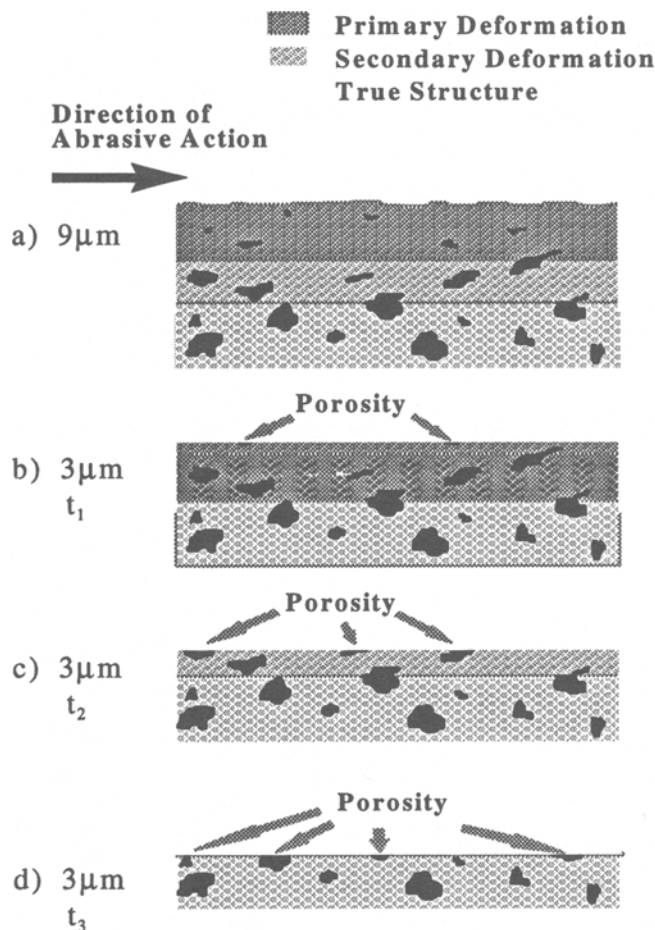 Primary Deformation
Secondary Deformation
True Structure
Direction of
Abrasive Action
a) 9µm
Porosity
b) 3µm
t₁
Porosity
c) 3µm
t₂
Porosity
d) 3µm
t₃